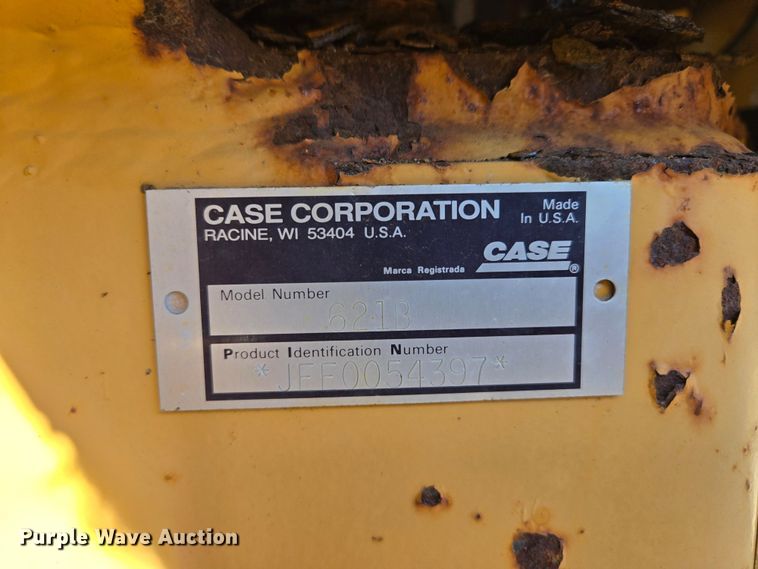 CASE CORPORATION
RACINE, WI 53404 U.S.A.
Made
In U.S.A.
CASE
®
Marca Registrada
Model Number
621B
Product Identification Number
*JEE0054397*
Purple Wave Auction